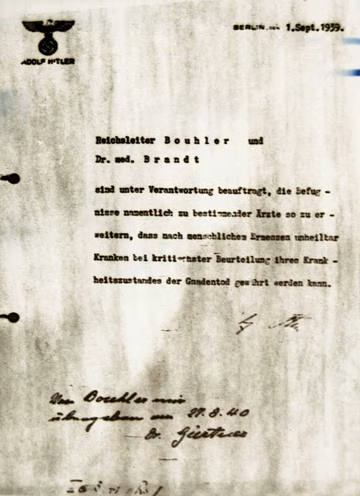 ADOLF HITLER
BERLIN, 1.Sept.1939.
Reichsleiter Bouhler und
Dr. med. Brandt
sind unter Verantwortung beauftragt, die Befug -
nisse namentlich zu bestimmender Ärzte so zu er -
weitern, dass nach menschlichem Ermessen unheilbar
Kranken bei kritischster Beurteilung ihres Krank -
heitszustandes der Gnadentod gewährt werden kann.
Von Bouhler mir
übergeben am 27.8.40
Dr. Gürtner